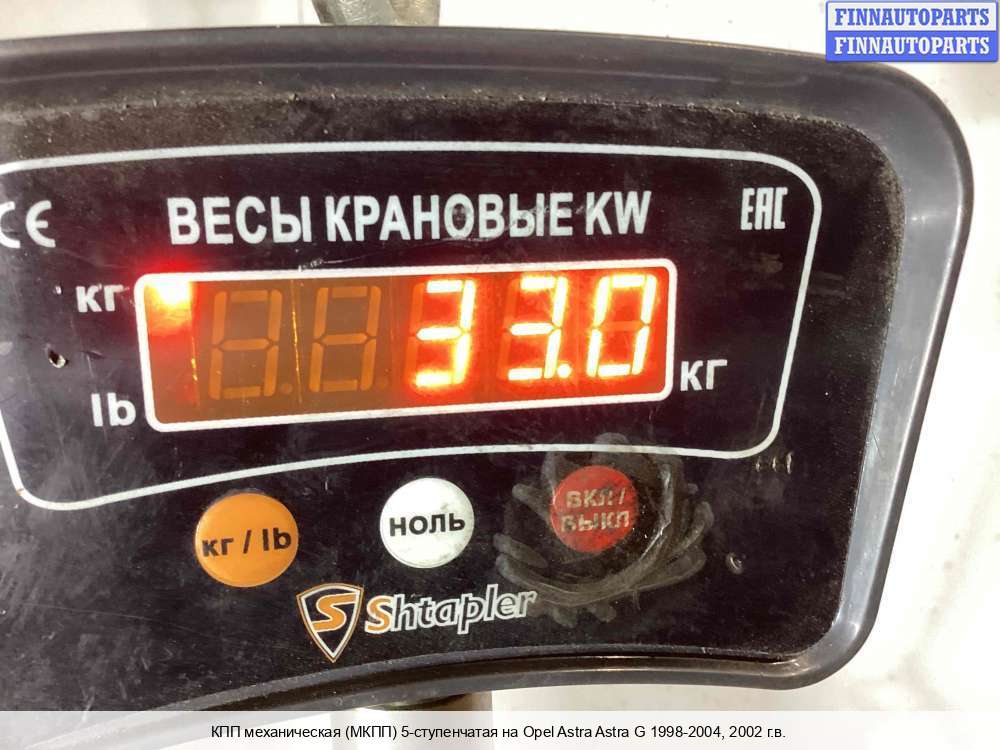 FINNAUTOPARTS
FINNAUTOPARTS
CE
ВЕСЫ КРАНОВЫЕ KW
EAC
кг
33.0
кг
lb
кг / lb
НОЛЬ
ВКЛ /
ВЫКЛ
S Shtapler
КПП механическая (МКПП) 5-ступенчатая на Opel Astra Astra G 1998-2004, 2002 г.в.